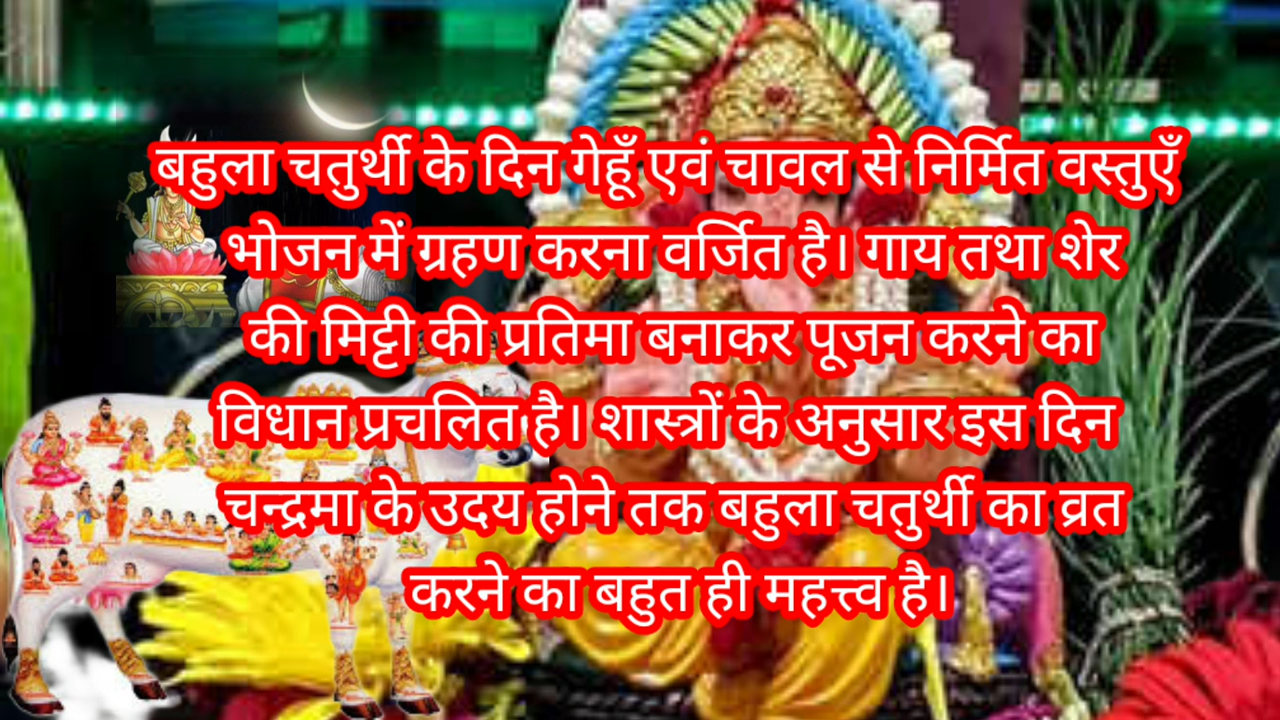 बहुला चतुर्थी के दिन गेहूँ एवं चावल से निर्मित वस्तुएँ
भोजन में ग्रहण करना वर्जित है। गाय तथा शेर
की मिट्टी की प्रतिमा बनाकर पूजन करने का
विधान प्रचलित है। शास्त्रों के अनुसार इस दिन
चन्द्रमा के उदय होने तक बहुला चतुर्थी का व्रत
करने का बहुत ही महत्त्व है।